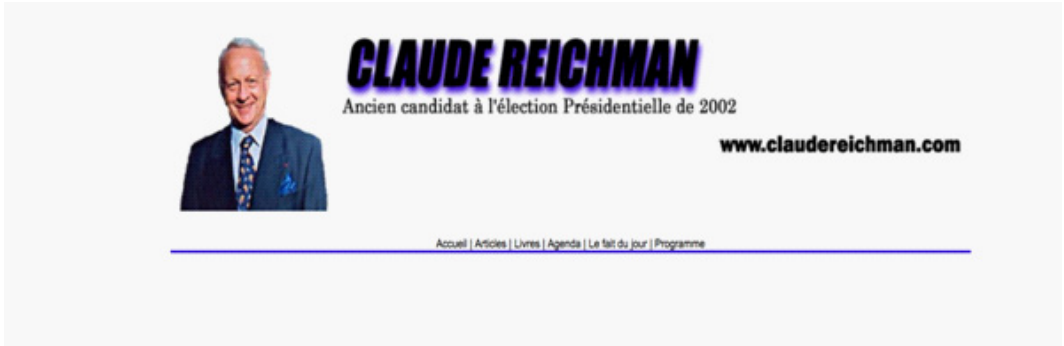 CLAUDE REICHMAN
Ancien candidat à l'élection Présidentielle de 2002
www.claudereichman.com
Accueil | Articles | Livres | Agenda | Le fait du jour | Programme